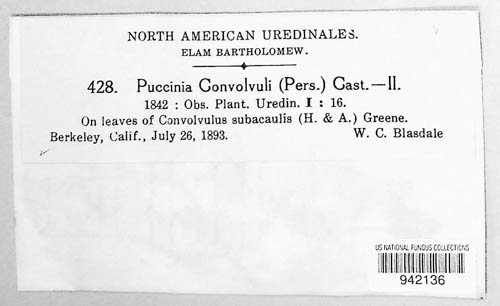 NORTH AMERICAN UREDINALES.
ELAM BARTHOLOMEW.
428. Puccinia Convolvuli (Pers.) Cast.—II.
1842 : Obs. Plant. Uredin. I : 16.
On leaves of Convolvulus subacaulis (H. & A.) Greene.
Berkeley, Calif., July 26, 1893. W. C. Blasdale
US NATIONAL FUNGUS COLLECTIONS
942136